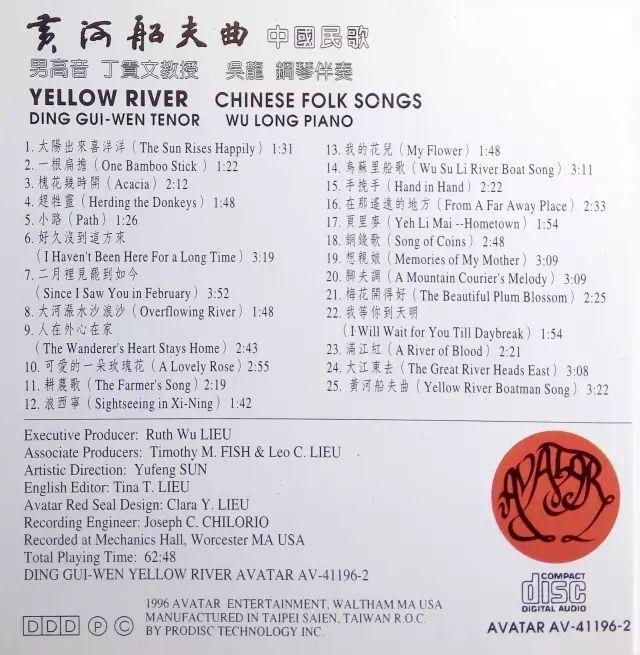 黃河船夫曲 中國民歌
男高音 丁貴文教授 吳龍 鋼琴伴奏
YELLOW RIVER CHINESE FOLK SONGS
DING GUI-WEN TENOR WU LONG PIANO
1. 太陽出來喜洋洋 (The Sun Rises Happily) 1:31
2. 一根扁擔 (One Bamboo Stick) 1:22
3. 槐花幾時開 (Acacia) 2:12
4. 趕牲靈 (Herding the Donkeys) 1:48
5. 小路 (Path) 1:26
6. 好久沒到這方來
(I Haven't Been Here For a Long Time) 3:19
7. 二月裡見罷到如今
(Since I Saw You in February) 3:52
8. 大河漲水沙浪沙 (Overflowing River) 1:48
9. 人在外心在家
(The Wanderer's Heart Stays Home) 2:43
10. 可愛的一朵玫瑰花 (A Lovely Rose) 2:55
11. 耕農歌 (The Farmer's Song) 2:19
12. 浪西寧 (Sightseeing in Xi-Ning) 1:42
13. 我的花兒 (My Flower) 1:48
14. 烏蘇里船歌 (Wu Su Li River Boat Song) 3:11
15. 手挽手 (Hand in Hand) 2:22
16. 在那遙遠的地方 (From A Far Away Place) 2:33
17. 頁里麥 (Yeh Li Mai --Hometown) 1:54
18. 銅錢歌 (Song of Coins) 2:48
19. 想親娘 (Memories of My Mother) 3:09
20. 腳夫調 (A Mountain Courier's Melody) 3:09
21. 梅花開得好 (The Beautiful Plum Blossom) 2:25
22. 我等你到天明
(I Will Wait for You Till Daybreak) 1:54
23. 滿江紅 (A River of Blood) 2:21
24. 大江東去 (The Great River Heads East) 3:08
25. 黃河船夫曲 (Yellow River Boatman Song) 3:22
Executive Producer: Ruth Wu LIEU
Associate Producers: Timothy M. FISH & Leo C. LIEU
Artistic Direction: Yufeng SUN
English Editor: Tina T. LIEU
Avatar Red Seal Design: Clara Y. LIEU
Recording Engineer: Joseph C. CHILORIO
Recorded at Mechanics Hall, Worcester MA USA
Total Playing Time: 62:48
DING GUI-WEN YELLOW RIVER AVATAR AV-41196-2
AVATAR
COMPACT
disc
DIGITAL AUDIO
DDD P C
1996 AVATAR ENTERTAINMENT, WALTHAM MA USA
MANUFACTURED IN TAIPEI SAIEN, TAIWAN R.O.C.
BY PRODISC TECHNOLOGY INC.
AVATAR AV-41196-2